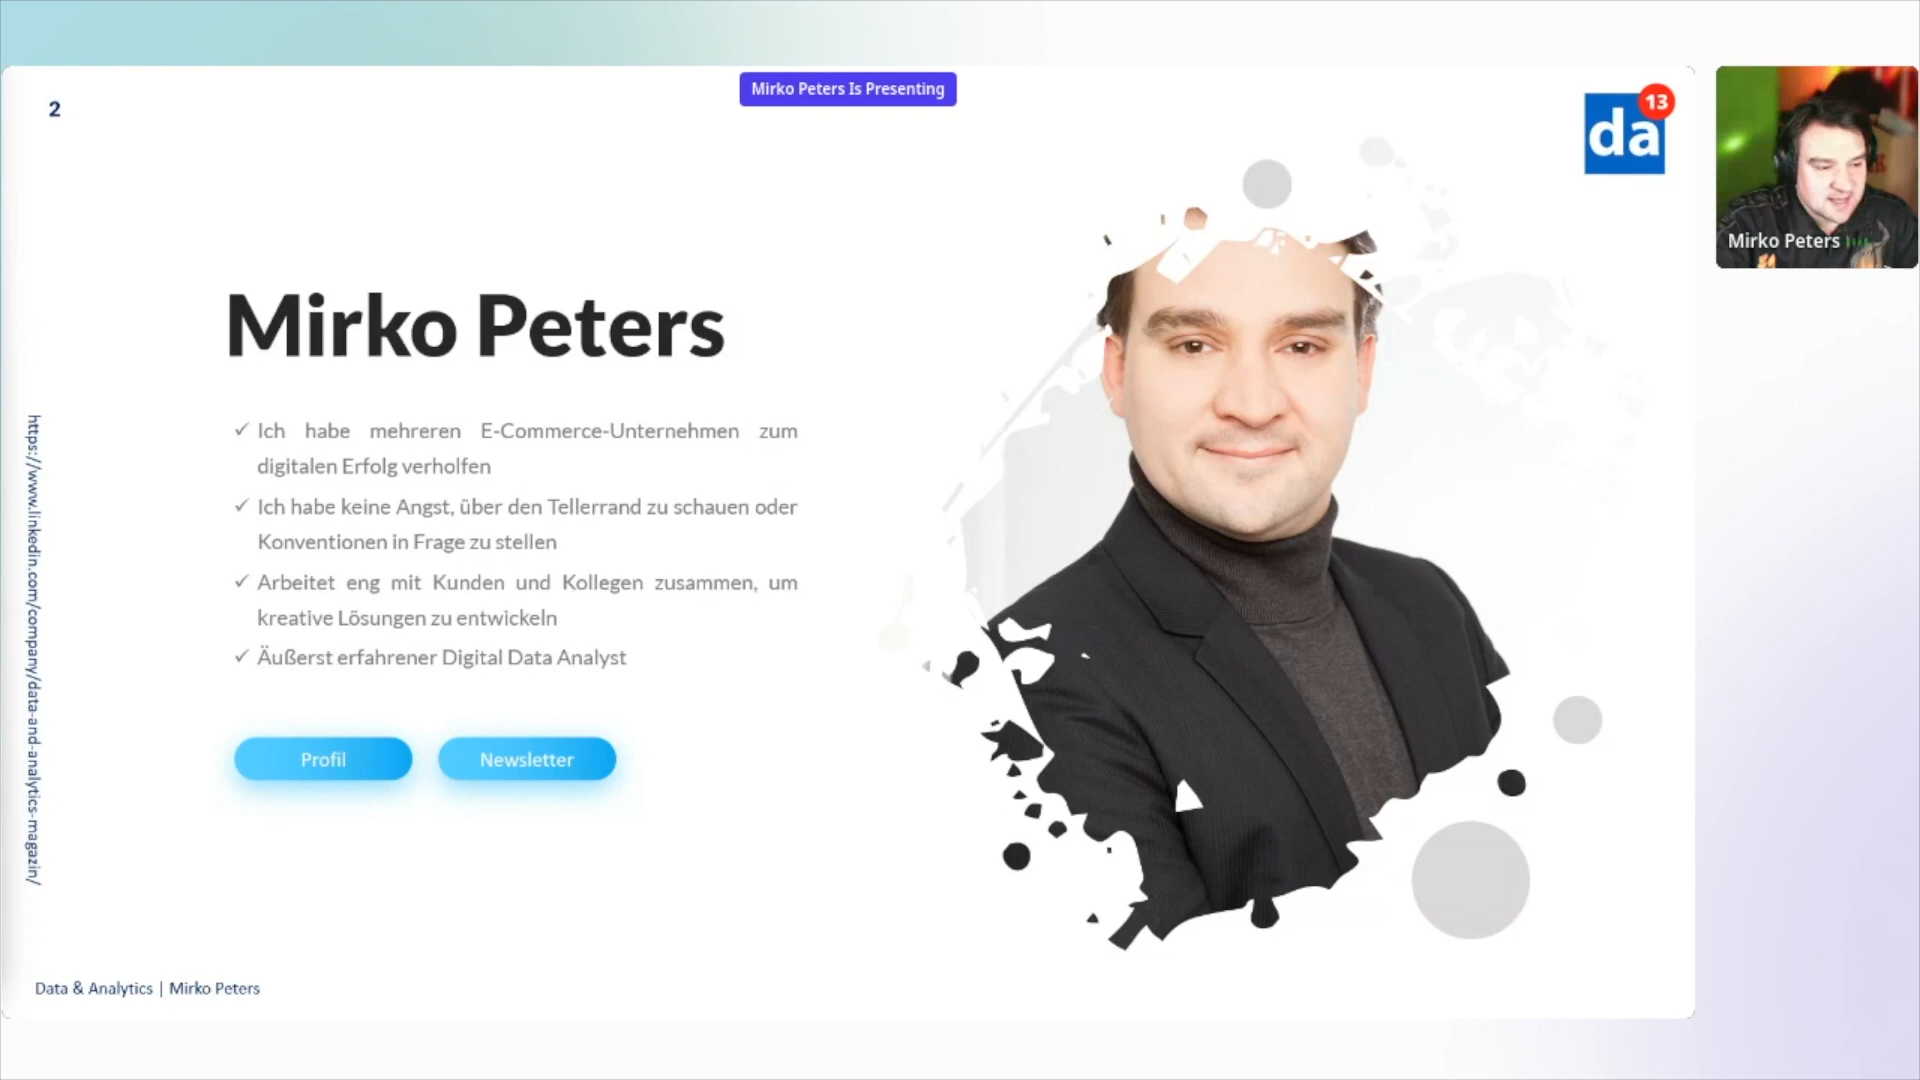 2
Mirko Peters Is Presenting
da
13
Mirko Peters
Mirko Peters
✓ Ich habe mehreren E-Commerce-Unternehmen zum
digitalen Erfolg verholfen
✓ Ich habe keine Angst, über den Tellerrand zu schauen oder
Konventionen in Frage zu stellen
✓ Arbeitet eng mit Kunden und Kollegen zusammen, um
kreative Lösungen zu entwickeln
✓ Äußerst erfahrener Digital Data Analyst
Profil
Newsletter
https://www.linkedin.com/company/data-and-analytics-magazin/
Data & Analytics | Mirko Peters